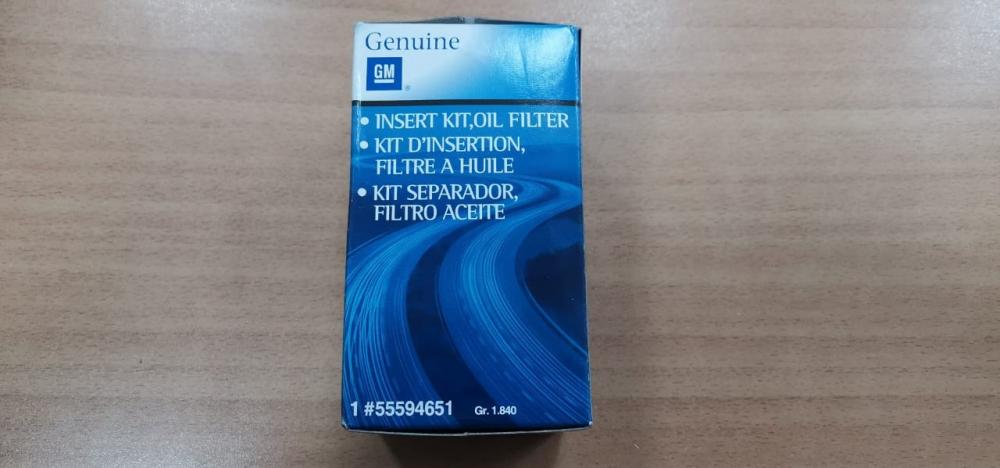 Genuine
GM
®
• INSERT KIT,OIL FILTER
• KIT D'INSERTION,
FILTRE A HUILE
• KIT SEPARADOR,
FILTRO ACEITE
1 #55594651 Gr. 1.840